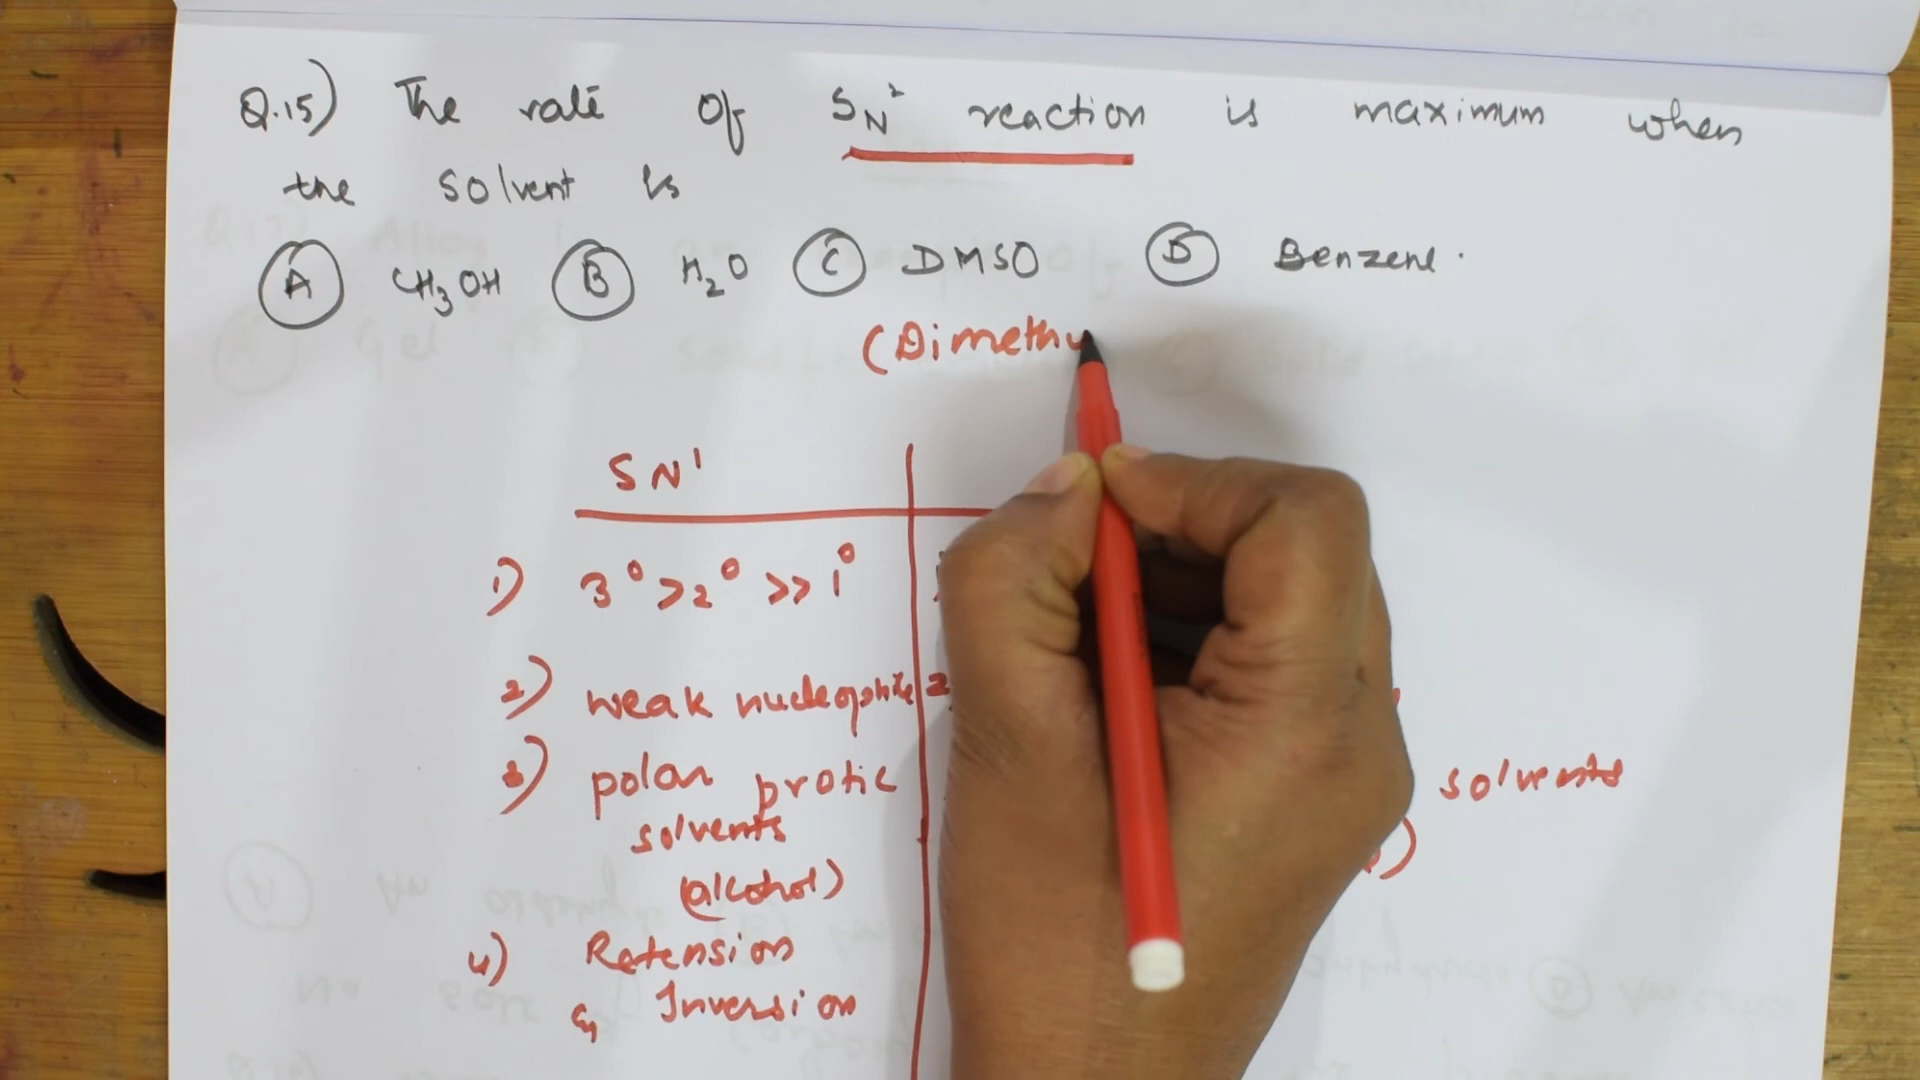 Q.15) The rate of SN² reaction is maximum when
the solvent is
A CH₃OH B H₂O C DMSO D Benzene.
(Dimethy
SN¹
1) 3° > 2° >> 1°
2) weak nucleophile 2
3) polar protic
solvents
solvents
(alcohol)
4) Retension
& Inversion